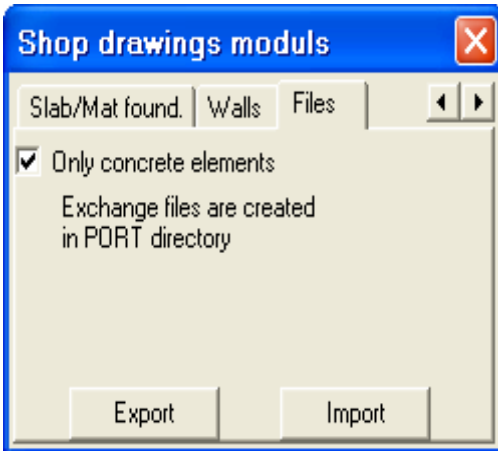 Shop drawings moduls
Slab/Mat found. Walls Files
Only concrete elements
Exchange files are created
in PORT directory
Export Import